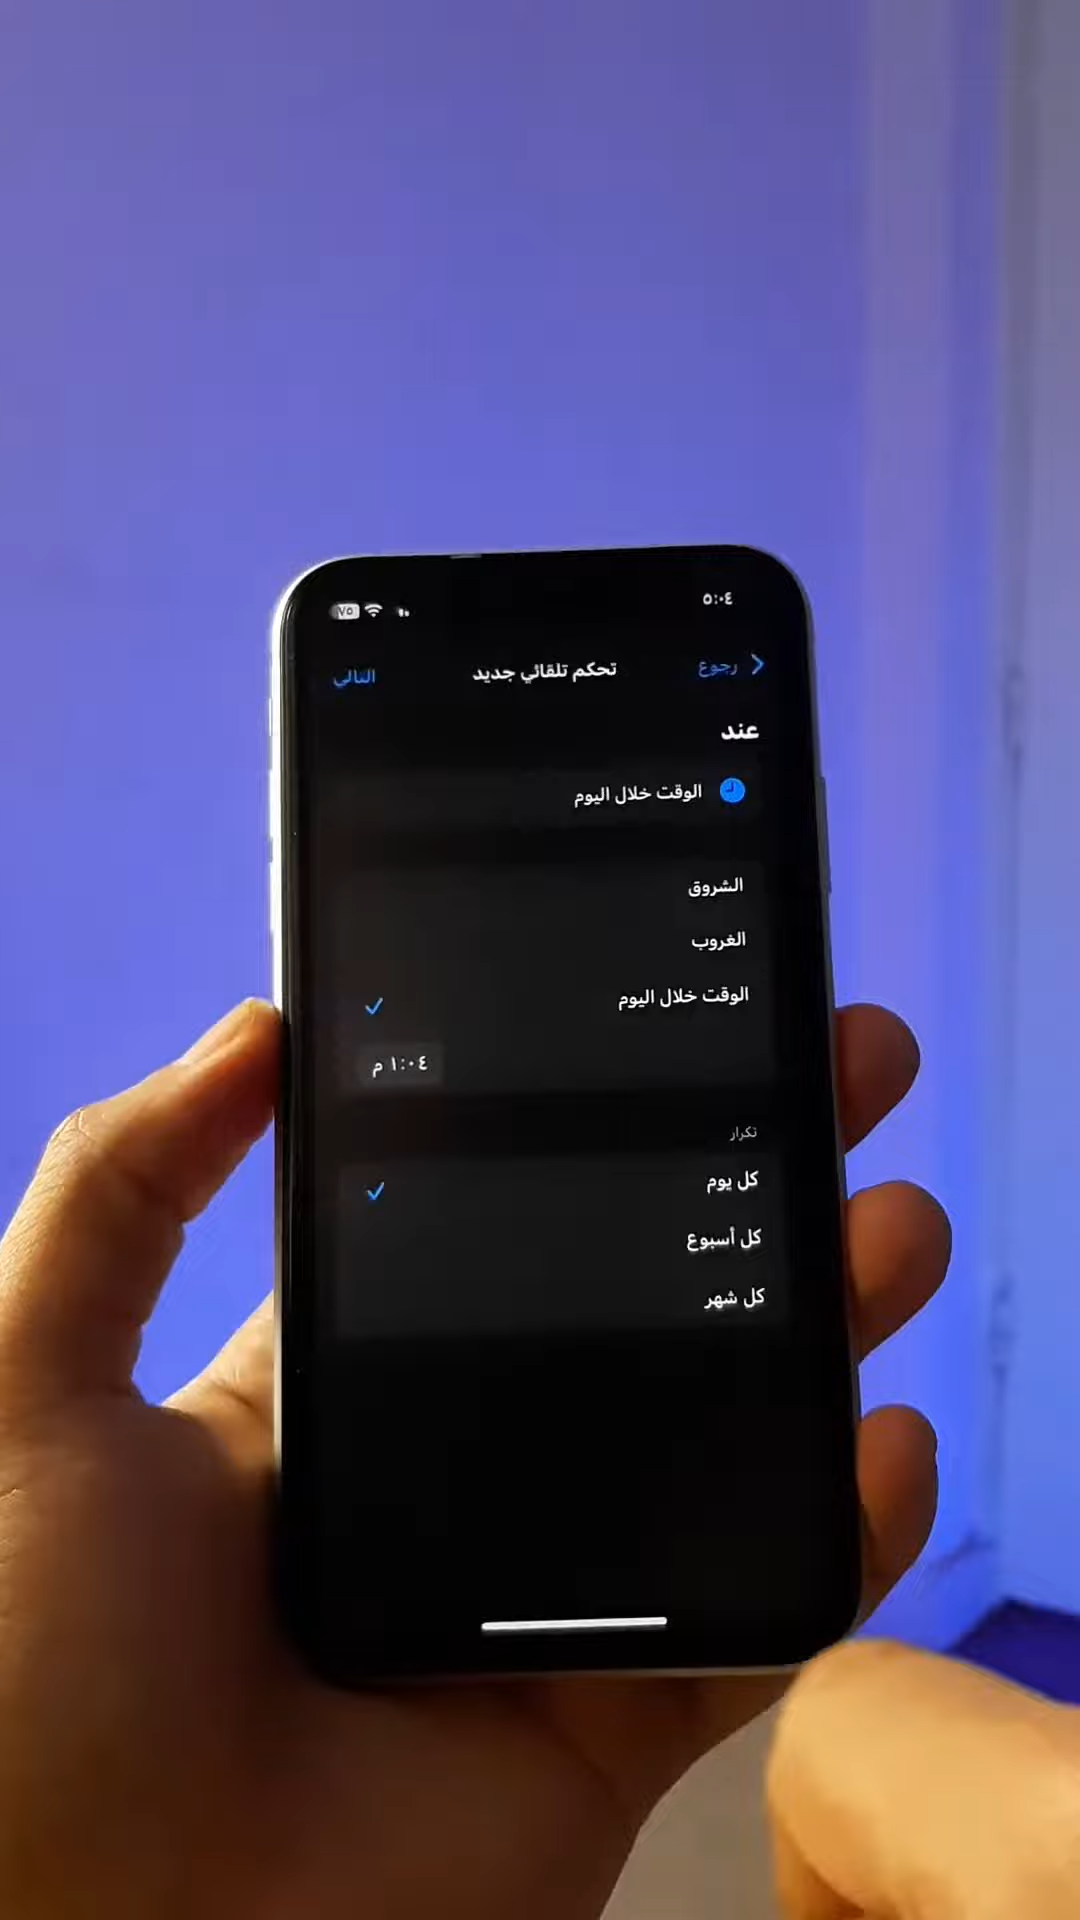 ٥:٠٤
٧٥
رجوع
تحكم تلقائي جديد
التالي
عند
الوقت خلال اليوم
الشروق
الغروب
الوقت خلال اليوم
١:٠٤ م
تكرار
كل يوم
كل أسبوع
كل شهر